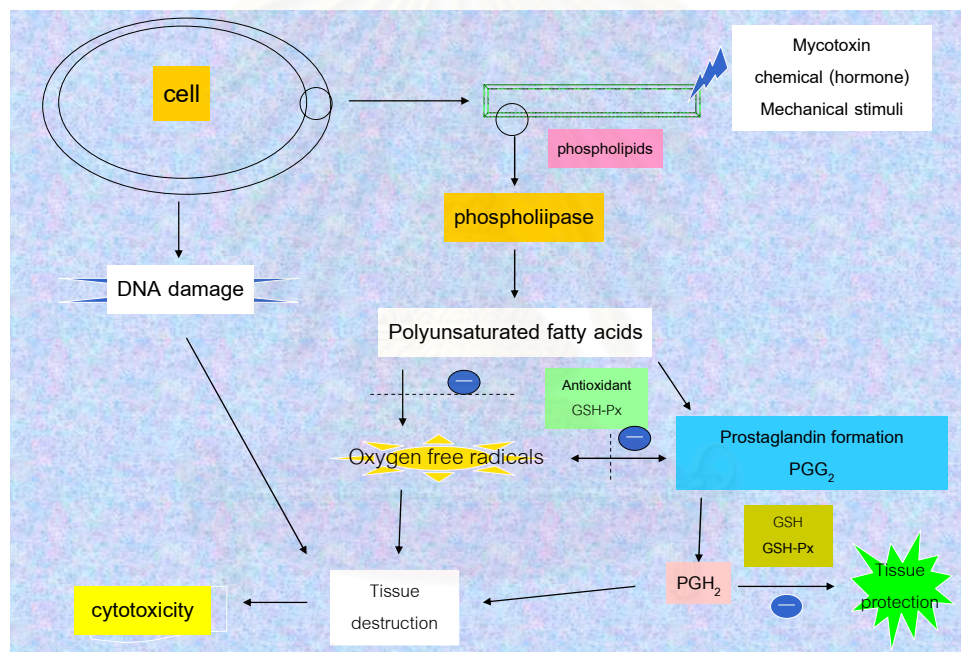 cell
Mycotoxin
chemical (hormone)
Mechanical stimuli
phospholipids
phospholiipase
DNA damage
Polyunsaturated fatty acids
Antioxidant
GSH-Px
Oxygen free radicals
Prostaglandin formation
PGG₂
GSH
GSH-Px
PGH₂
Tissue
protection
Tissue
destruction
cytotoxicity